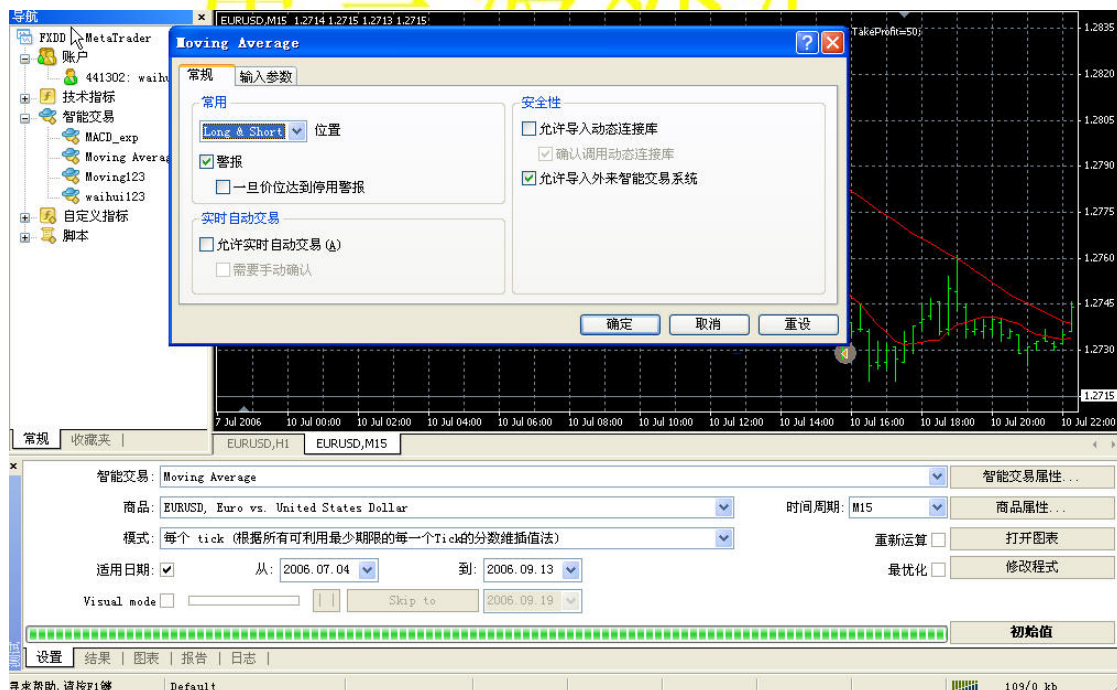 导航
FXDD - MetaTrader
账户
441302: waihu
技术指标
智能交易
MACD_exp
Moving Avera
Moving123
waihui123
自定义指标
脚本
常规 收藏夹
EURUSD,M15 1.2714 1.2715 1.2713 1.2715
TakeProfit=50;
Moving Average
常规 输入参数
常用
Long & Short 位置
警报
一旦价位达到停用警报
实时自动交易
允许实时自动交易(A)
需要手动确认
安全性
允许导入动态连接库
确认调用动态连接库
允许导入外来智能交易系统
确定 取消 重设
1.2835
1.2820
1.2805
1.2790
1.2775
1.2760
1.2745
1.2730
1.2715
7 Jul 2006 10 Jul 00:00 10 Jul 02:00 10 Jul 04:00 10 Jul 06:00 10 Jul 08:00 10 Jul 10:00 10 Jul 12:00 10 Jul 14:00 10 Jul 16:00 10 Jul 18:00 10 Jul 20:00 10 Jul 22:00
EURUSD,H1 EURUSD,M15
智能交易: Moving Average 智能交易属性...
商品: EURUSD, Euro vs. United States Dollar 时间周期: M15 商品属性...
模式: 每个 tick (根据所有可利用最少期限的每一个Tick的分数维插值法) 重新运算 打开图表
适用日期: 从: 2006.07.04 到: 2006.09.13 最优化 修改程式
Visual mode Skip to 2006.09.19
初始值
设置 结果 图表 报告 日志
寻求帮助,请按F1键 Default 109/0 kb